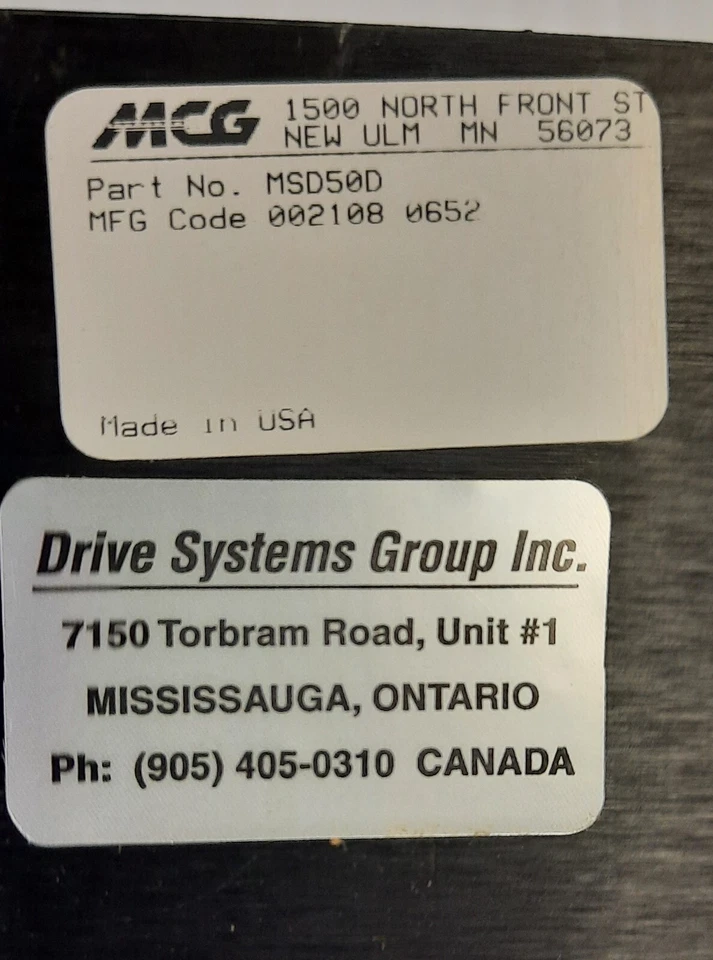 MCG 1500 NORTH FRONT ST
NEW ULM MN 56073
Part No. MSD50D
MFG Code 002108 0652
Made in USA
Drive Systems Group Inc.
7150 Torbram Road, Unit #1
MISSISSAUGA, ONTARIO
Ph: (905) 405-0310 CANADA